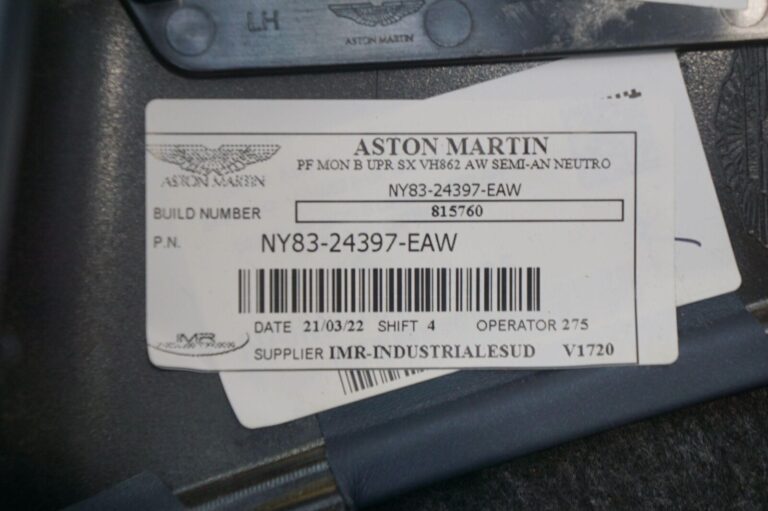 LH
ASTON MARTIN
ASTON MARTIN
PF MON B UPR SX VH862 AW SEMI-AN NEUTRO
ASTON MARTIN
NY83-24397-EAW
BUILD NUMBER 815760
P.N. NY83-24397-EAW
DATE 21/03/22 SHIFT 4 OPERATOR 275
IMR
SUPPLIER IMR-INDUSTRIALESUD V1720